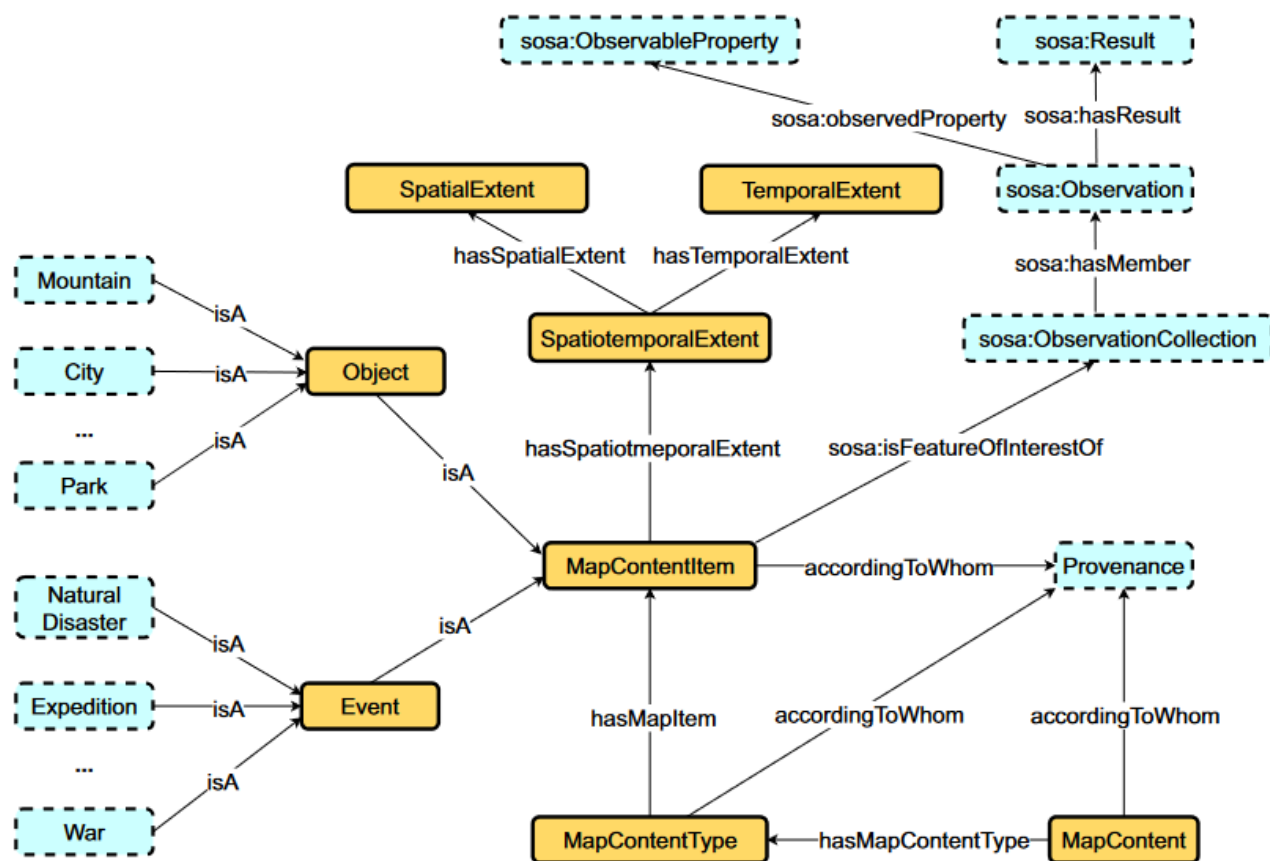 sosa:ObservableProperty
sosa:Result
sosa:observedProperty
sosa:hasResult
SpatialExtent
TemporalExtent
sosa:Observation
hasSpatialExtent
hasTemporalExtent
sosa:hasMember
Mountain
isA
SpatiotemporalExtent
sosa:ObservationCollection
City
isA
Object
...
isA
Park
isA
hasSpatiotmeporalExtent
sosa:isFeatureOfInterestOf
MapContentItem
accordingToWhom
Provenance
Natural
Disaster
isA
isA
Expedition
isA
Event
hasMapItem
accordingToWhom
accordingToWhom
...
isA
War
MapContentType
hasMapContentType
MapContent